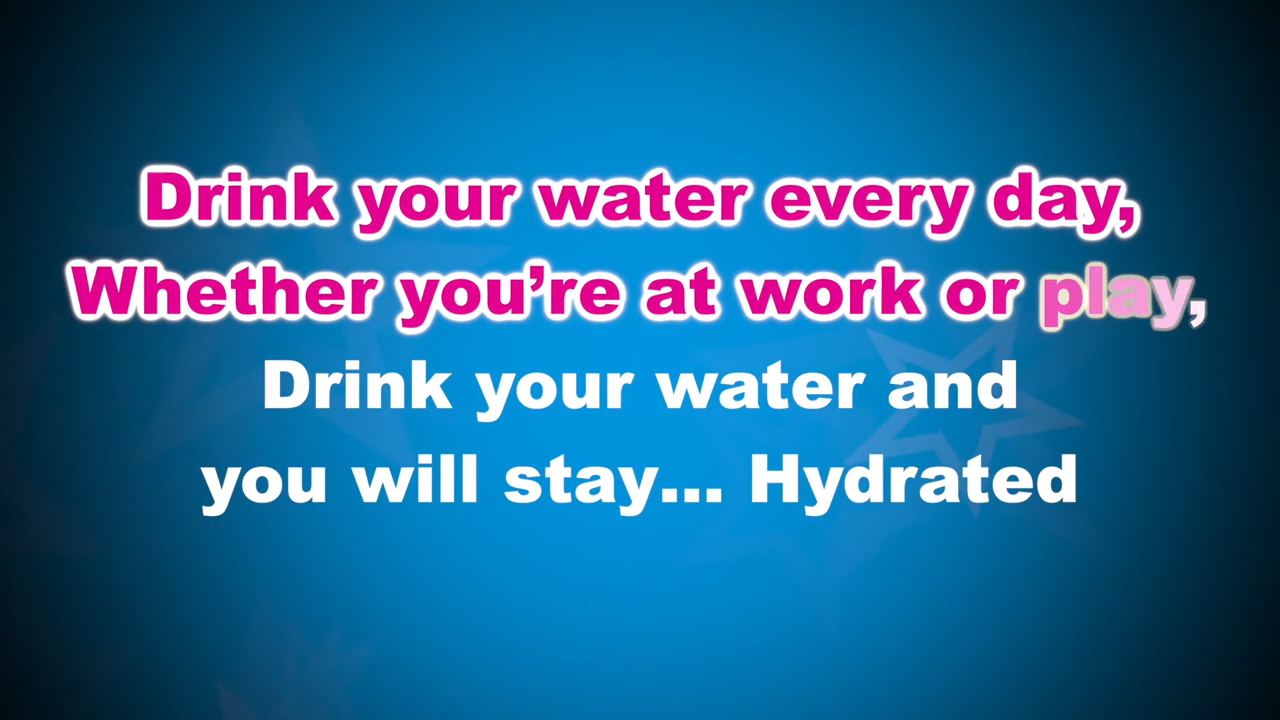 Drink your water every day,
Whether you’re at work or play,
Drink your water and
you will stay... Hydrated